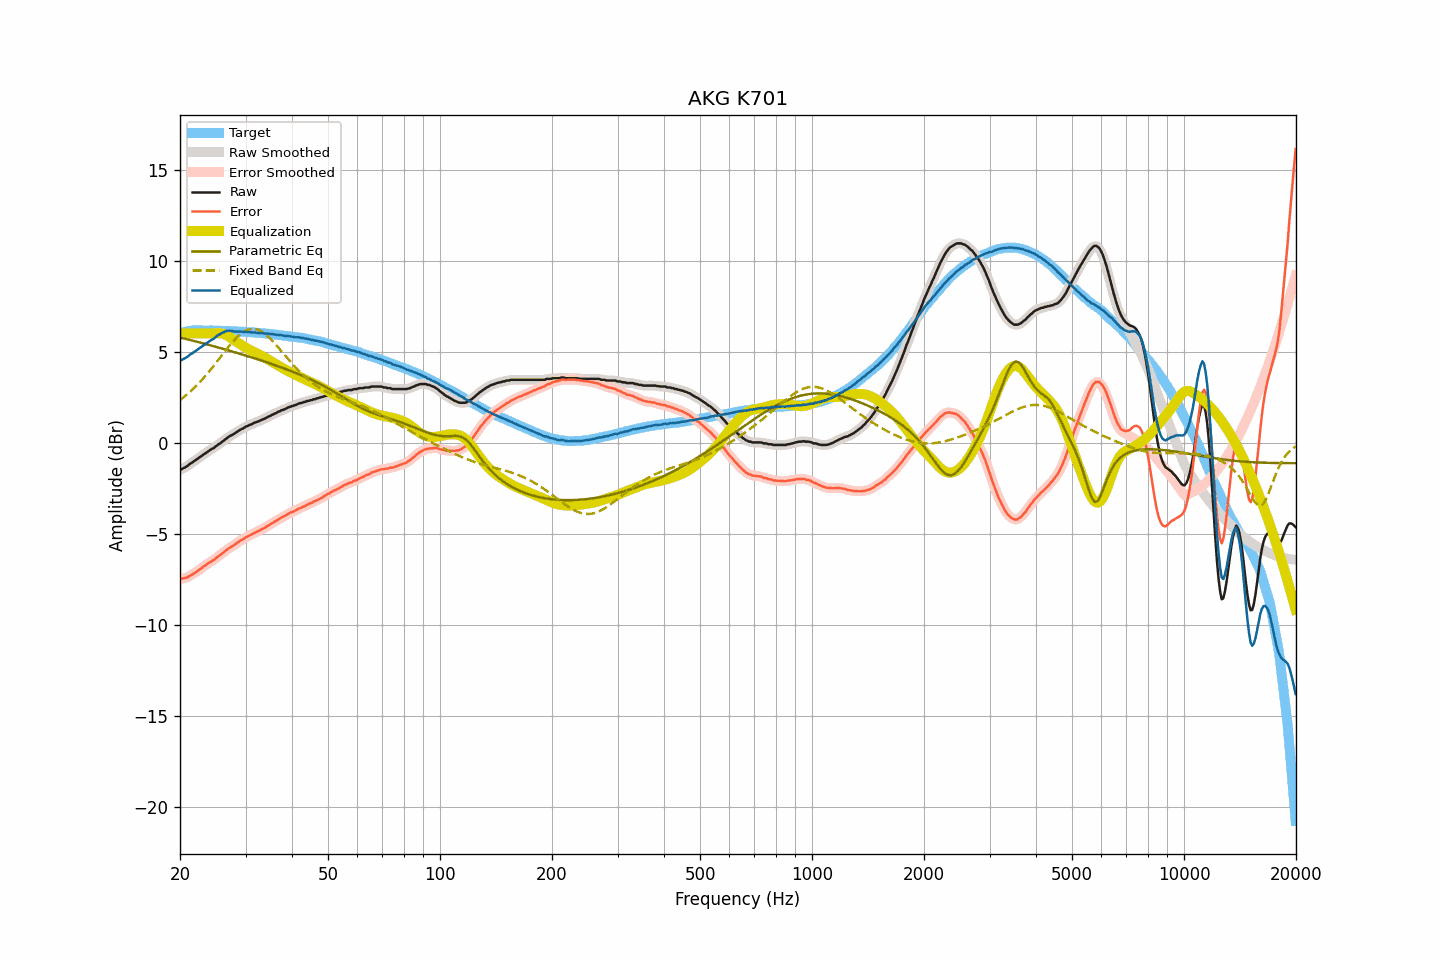 AKG K701
Target
Raw Smoothed
Error Smoothed
Raw
Error
Equalization
Parametric Eq
Fixed Band Eq
Equalized
15
10
5
0
−5
−10
−15
−20
Amplitude (dBr)
20 50 100 200 500 1000 2000 5000 10000 20000
Frequency (Hz)